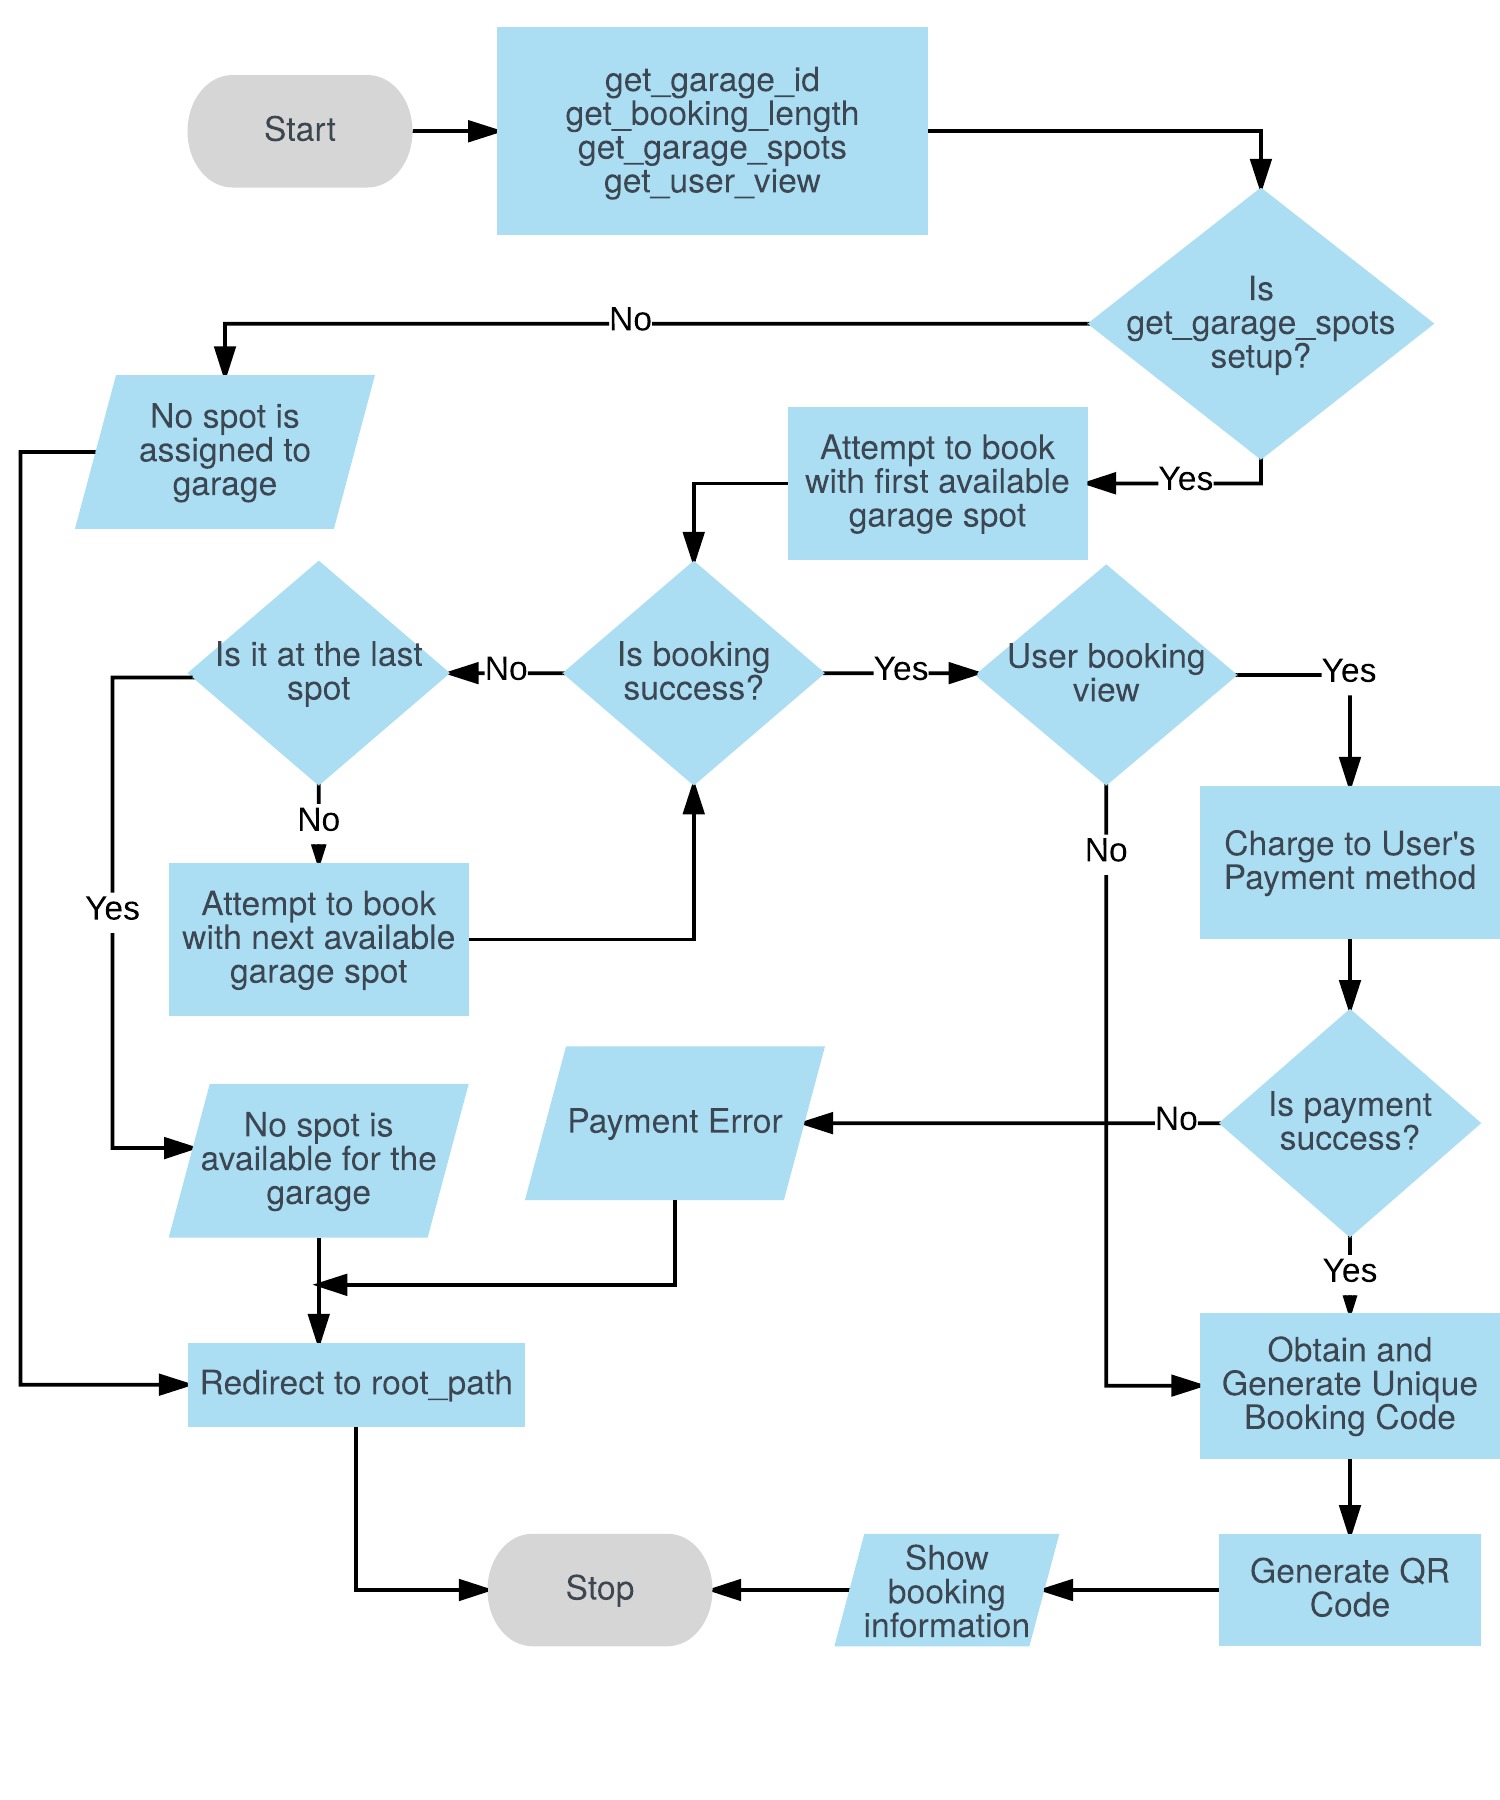 Start
get_garage_id
get_booking_length
get_garage_spots
get_user_view
Is
get_garage_spots
setup?
No
No spot is
assigned to
garage
Yes
Attempt to book
with first available
garage spot
Is it at the last
spot
No
Is booking
success?
Yes
User booking
view
Yes
No
No
Yes
Attempt to book
with next available
garage spot
Charge to User's
Payment method
Payment Error
No
Is payment
success?
No spot is
available for the
garage
Yes
Redirect to root_path
Obtain and
Generate Unique
Booking Code
Stop
Show
booking
information
Generate QR
Code